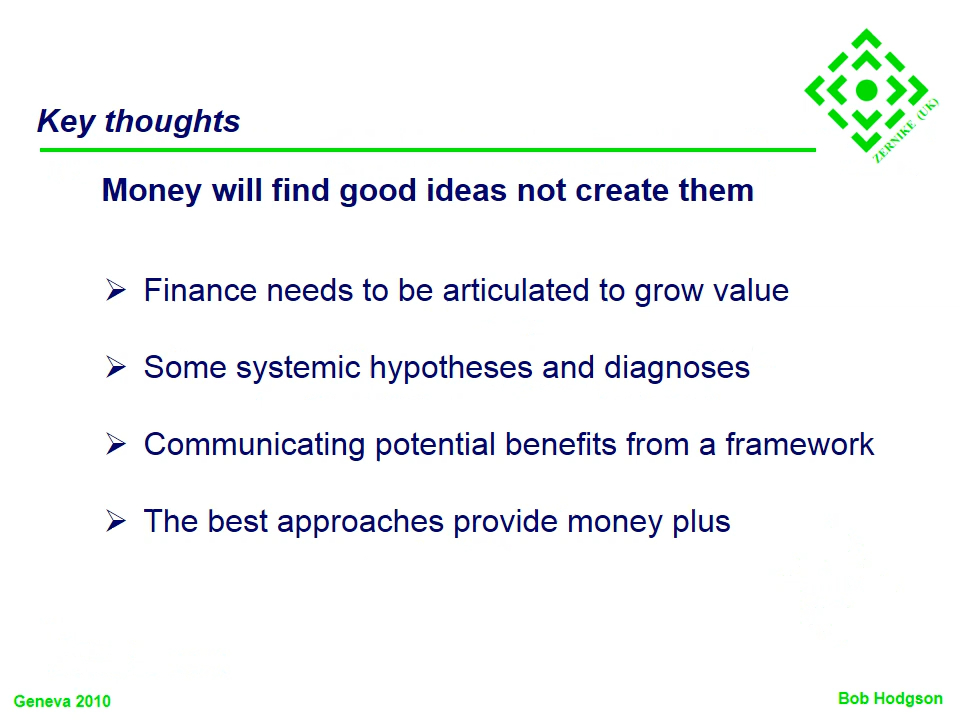 Key thoughts
ZERNIKE (UK)
Money will find good ideas not create them
Finance needs to be articulated to grow value
Some systemic hypotheses and diagnoses
Communicating potential benefits from a framework
The best approaches provide money plus
Geneva 2010
Bob Hodgson